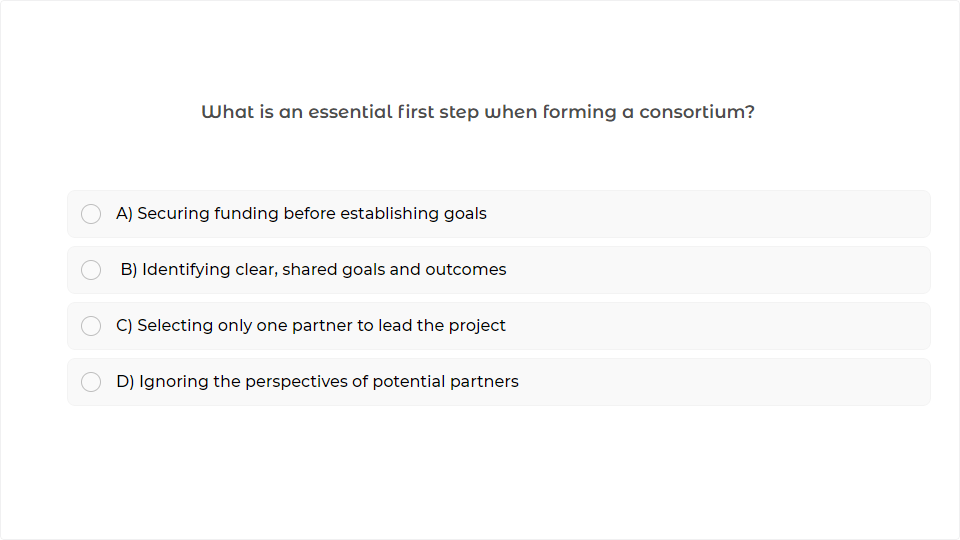 What is an essential first step when forming a consortium?
A) Securing funding before establishing goals
B) Identifying clear, shared goals and outcomes
C) Selecting only one partner to lead the project
D) Ignoring the perspectives of potential partners